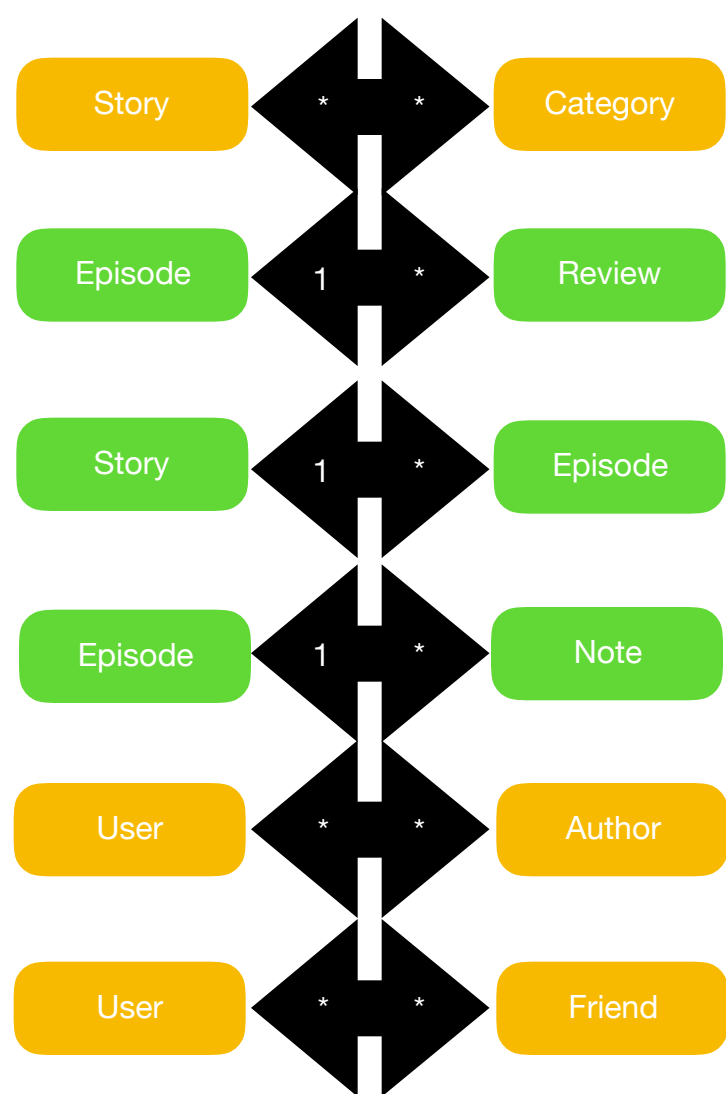 Story * * Category
Episode 1 * Review
Story 1 * Episode
Episode 1 * Note
User * * Author
User * * Friend